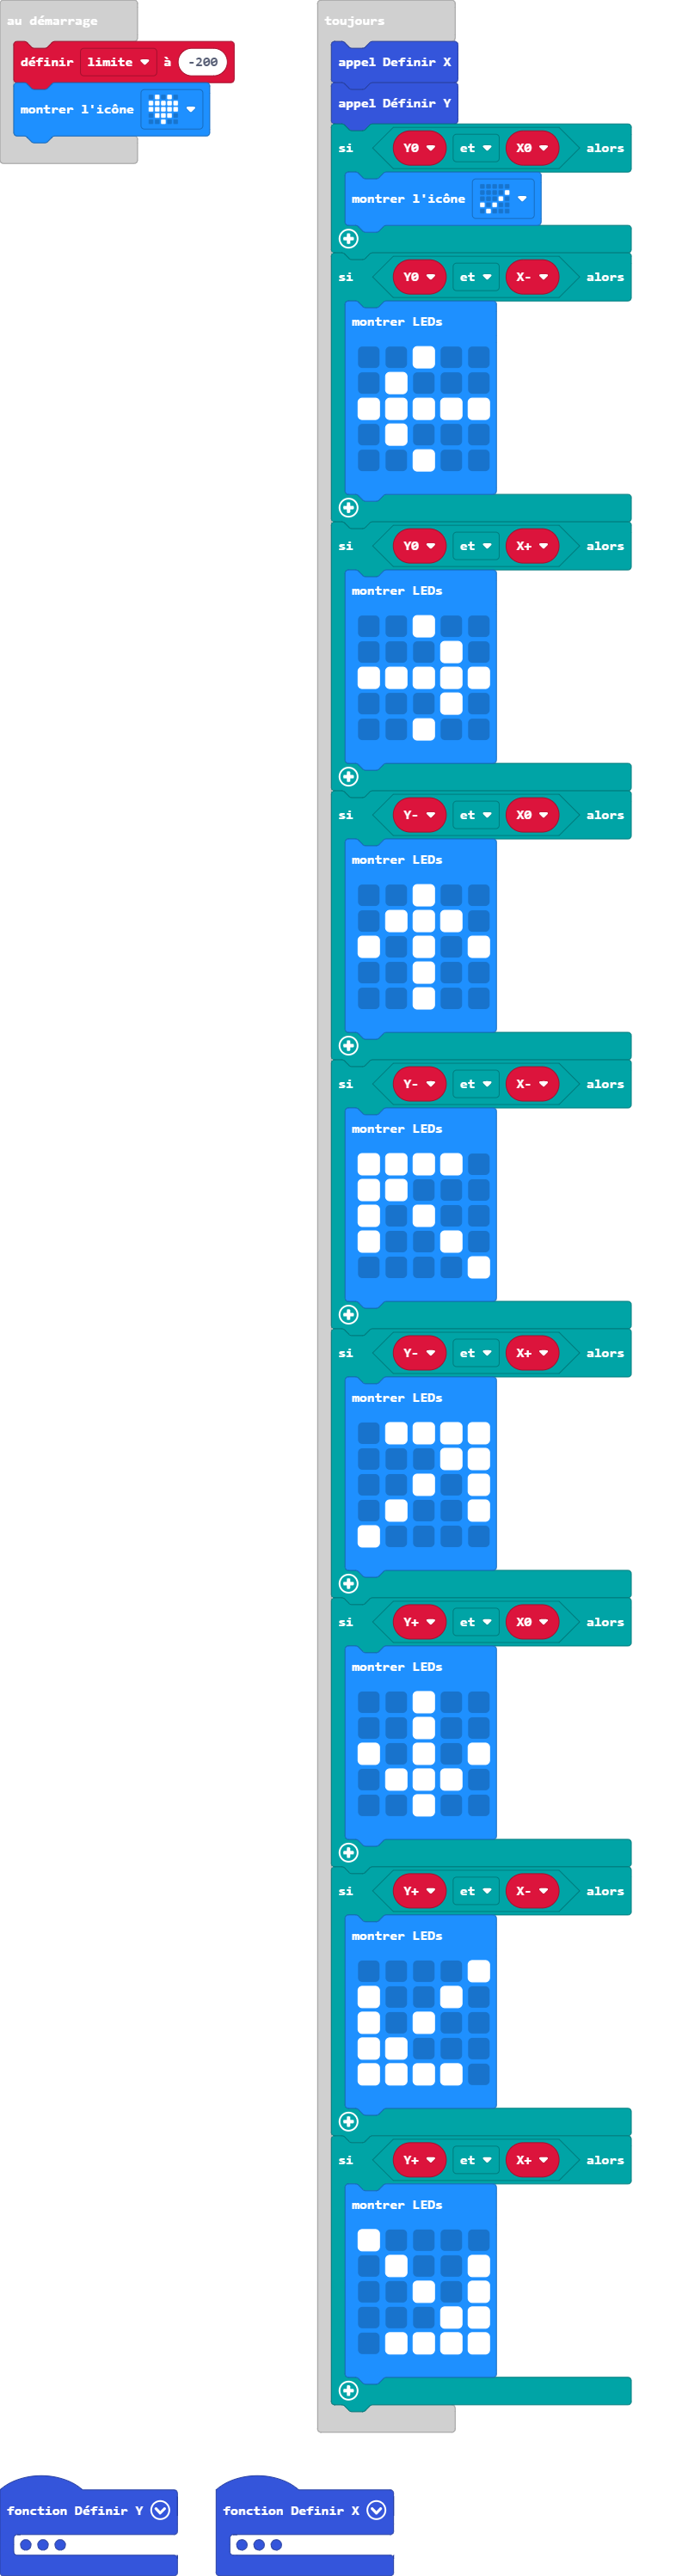 au démarrage
définir limite à -200
montrer l'icône
toujours
appel Definir X
appel Définir Y
si Y0 et X0 alors
montrer l'icône
si Y0 et X- alors
montrer LEDs
si Y0 et X+ alors
montrer LEDs
si Y- et X0 alors
montrer LEDs
si Y- et X- alors
montrer LEDs
si Y- et X+ alors
montrer LEDs
si Y+ et X0 alors
montrer LEDs
si Y+ et X- alors
montrer LEDs
si Y+ et X+ alors
montrer LEDs
fonction Définir Y
fonction Definir X